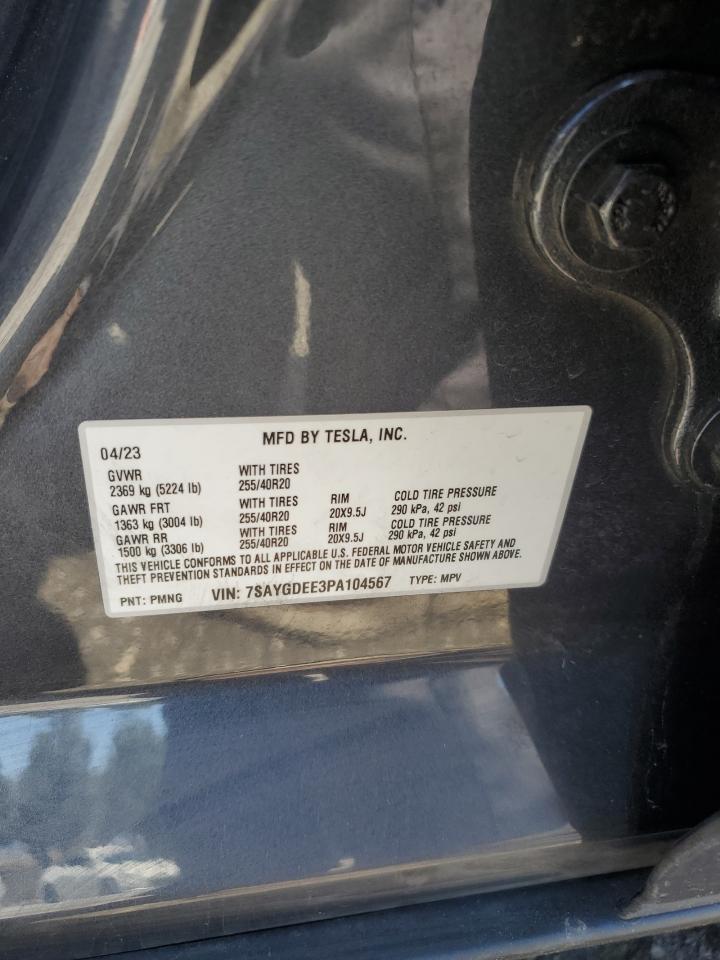 MFD BY TESLA, INC.
04/23
GVWR WITH TIRES
2369 kg (5224 lb) 255/40R20
GAWR FRT WITH TIRES RIM COLD TIRE PRESSURE
1363 kg (3004 lb) 255/40R20 20X9.5J 290 kPa, 42 psi
GAWR RR WITH TIRES RIM COLD TIRE PRESSURE
1500 kg (3306 lb) 255/40R20 20X9.5J 290 kPa, 42 psi
THIS VEHICLE CONFORMS TO ALL APPLICABLE U.S. FEDERAL MOTOR VEHICLE SAFETY AND
THEFT PREVENTION STANDARDS IN EFFECT ON THE DATE OF MANUFACTURE SHOWN ABOVE.
PNT: PMNG VIN: 7SAYGDEE3PA104567 TYPE: MPV